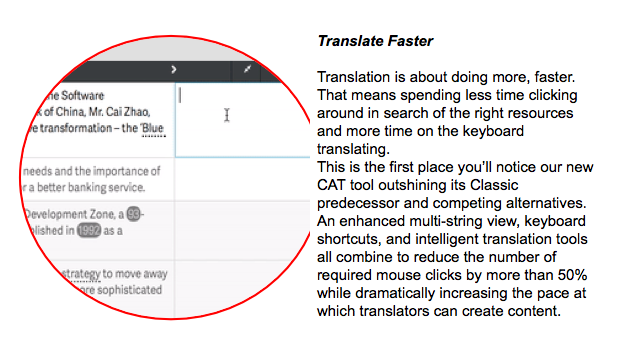 he Software
of China, Mr. Cai Zhao,
e transformation – the 'Blue
needs and the importance of
a better banking service.
Development Zone, a 93-
lished in 1992 as a
strategy to move away
ore sophisticated
Translate Faster
Translation is about doing more, faster.
That means spending less time clicking
around in search of the right resources
and more time on the keyboard
translating.
This is the first place you’ll notice our new
CAT tool outshining its Classic
predecessor and competing alternatives.
An enhanced multi-string view, keyboard
shortcuts, and intelligent translation tools
all combine to reduce the number of
required mouse clicks by more than 50%
while dramatically increasing the pace at
which translators can create content.